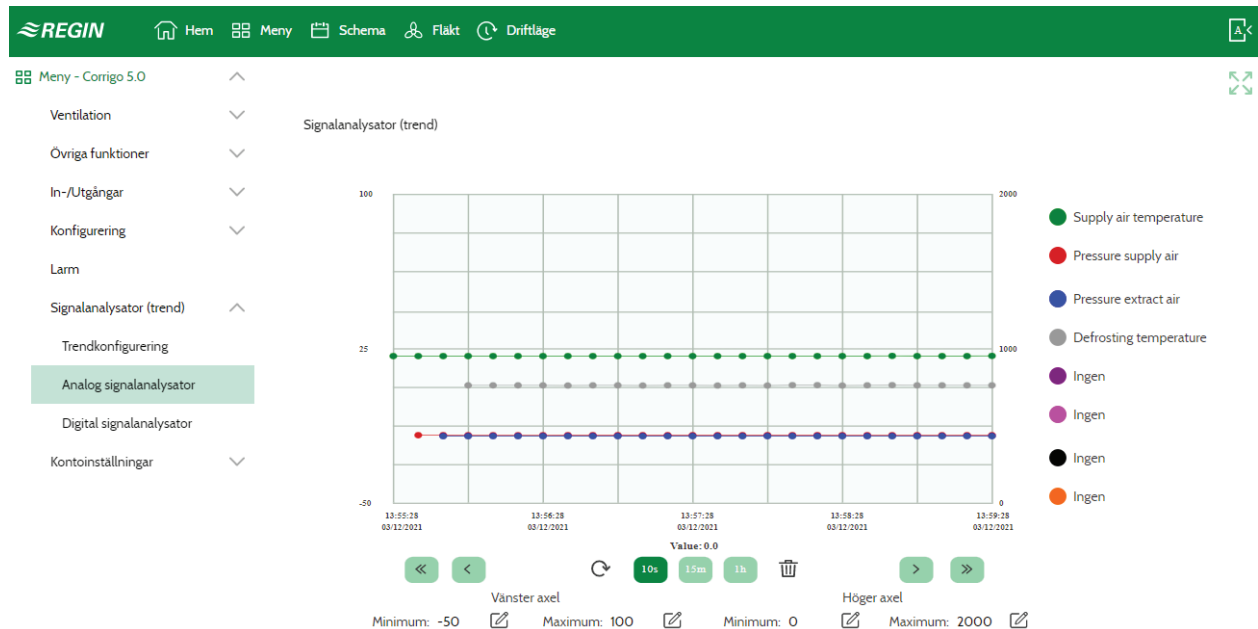 REGIN Hem Meny Schema Fläkt Driftläge A
Meny - Corrigo 5.0
Ventilation
Övriga funktioner
In-/Utgångar
Konfigurering
Larm
Signalanalysator (trend)
Trendkonfigurering
Analog signalanalysator
Digital signalanalysator
Kontoinställningar
Signalanalysator (trend)
100 2000
25 1000
-50 0
13:55:28 13:56:28 13:57:28 13:58:28 13:59:28
03/12/2021 03/12/2021 03/12/2021 03/12/2021 03/12/2021
Value: 0.0
Supply air temperature
Pressure supply air
Pressure extract air
Defrosting temperature
Ingen
Ingen
Ingen
Ingen
« < 10s 15m 1h > »
Vänster axel Höger axel
Minimum: -50 Maximum: 100 Minimum: 0 Maximum: 2000